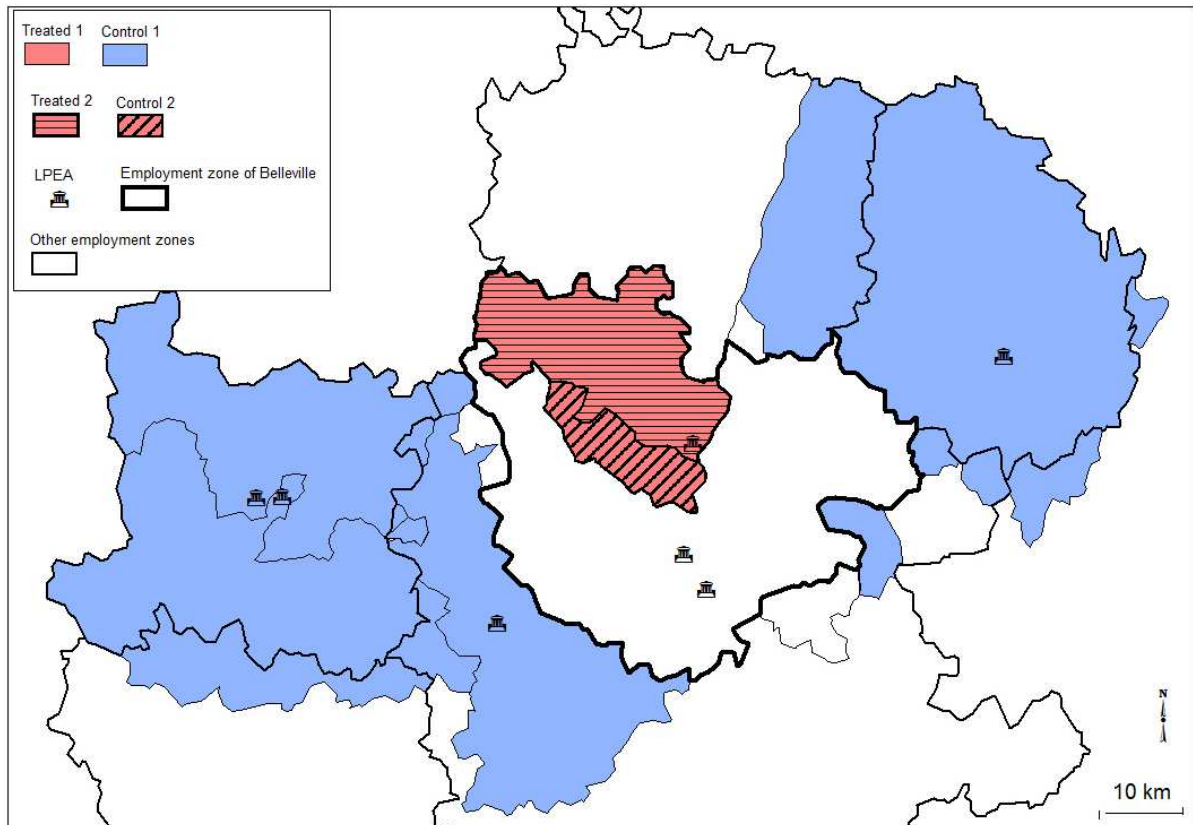 Treated 1 Control 1
Treated 2 Control 2
LPEA Employment zone of Belleville
Other employment zones
N
10 km